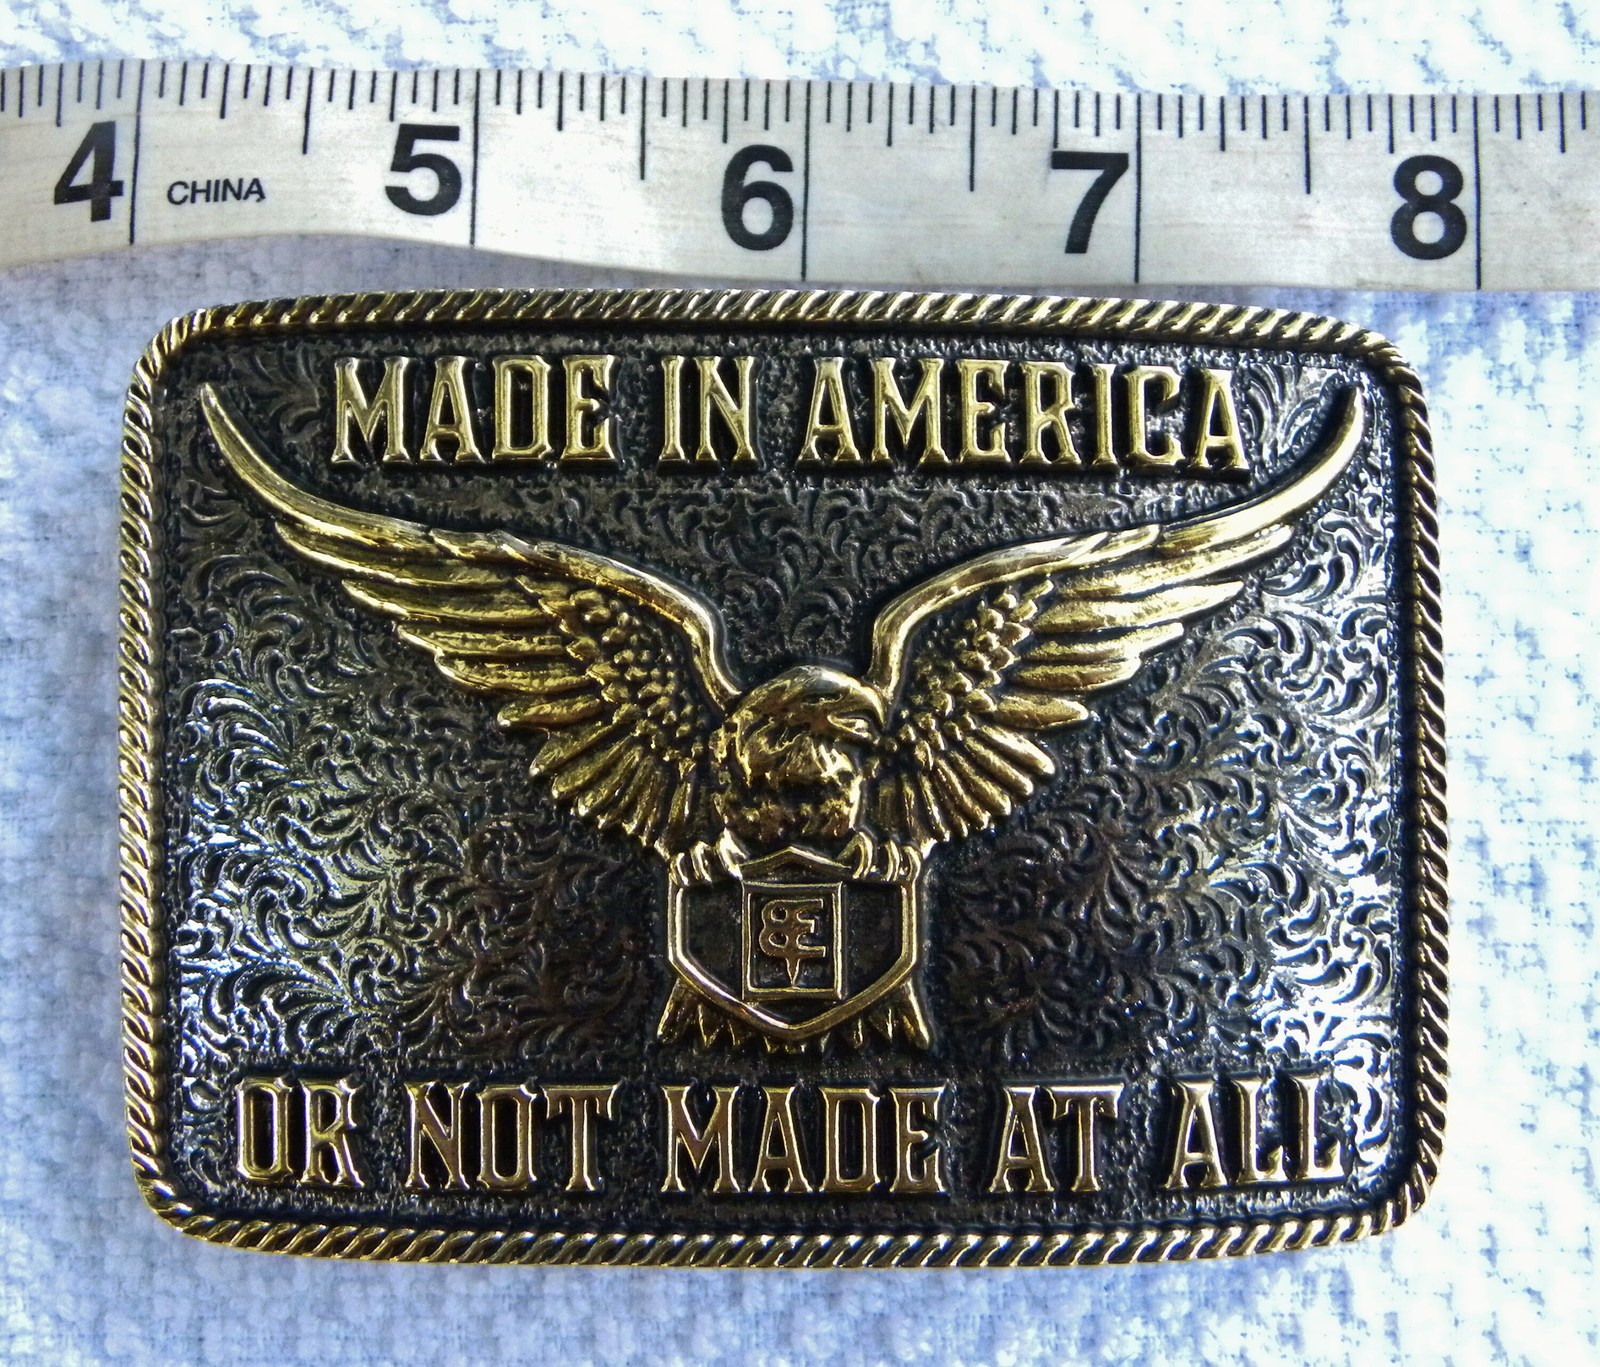 4 CHINA 5 6 7 8
MADE IN AMERICA
OR NOT MADE AT ALL